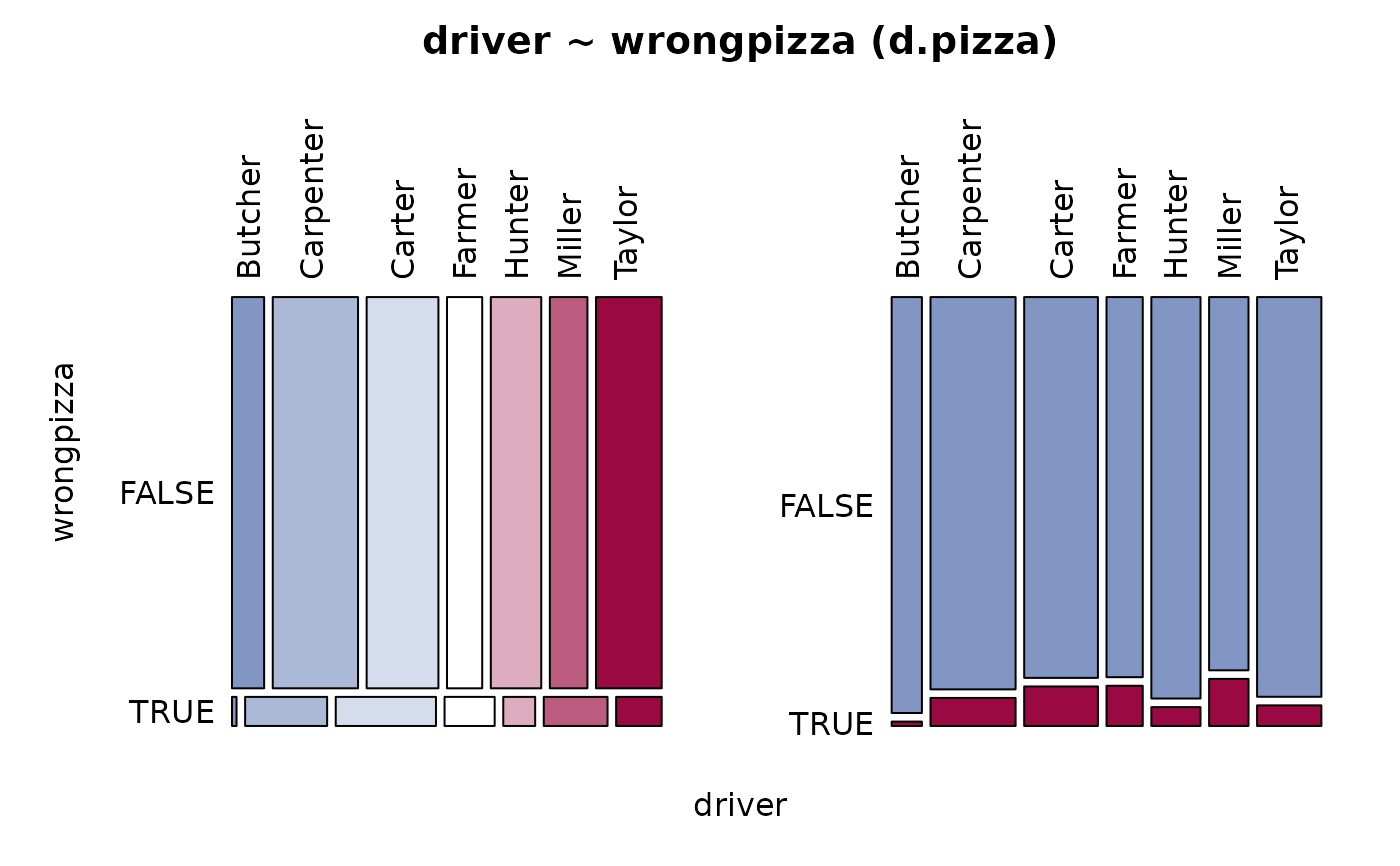 driver ~ wrongpizza (d.pizza)
Butcher
Carpenter
Carter
Farmer
Hunter
Miller
Taylor
Butcher
Carpenter
Carter
Farmer
Hunter
Miller
Taylor
wrongpizza
FALSE
TRUE
FALSE
TRUE
driver